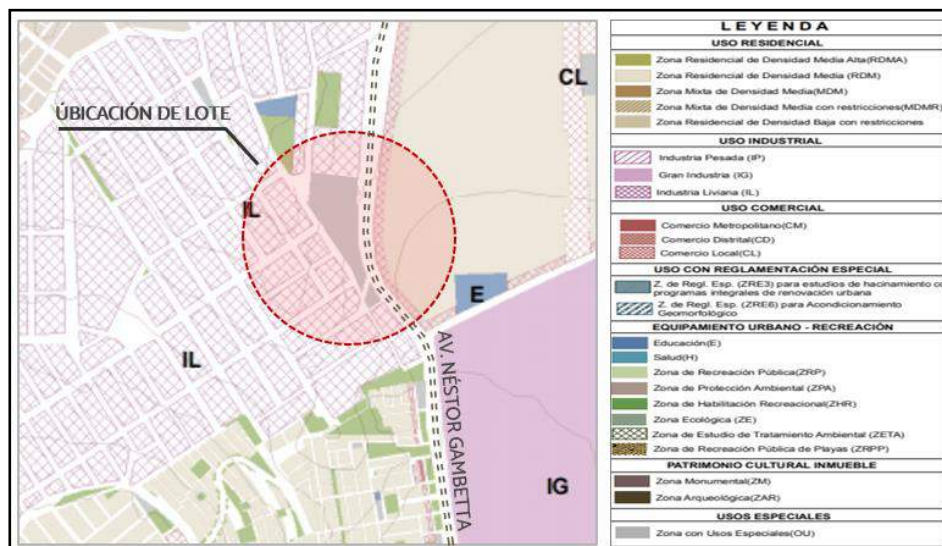 ÚBICACIÓN DE LOTE
CL
IL
E
IL
IG
AV. NÉSTOR GAMBETTA
LEYENDA
USO RESIDENCIAL
Zona Residencial de Densidad Media Alta(RDMA)
Zona Residencial de Densidad Media (RDM)
Zona Mixta de Densidad Media(MDM)
Zona Mixta de Densidad Media con restricciones(MDMR)
Zona Residencial de Densidad Baja con restricciones
USO INDUSTRIAL
Industria Pesada (IP)
Gran Industria (IG)
Industria Liviana (IL)
USO COMERCIAL
Comercio Metropolitano(CM)
Comercio Distrital(CD)
Comercio Local(CL)
USO CON REGLAMENTACIÓN ESPECIAL
Z. de Regl. Esp. (ZRE3) para estudios de hacinamiento co
programas integrales de renovación urbana
Z. de Regl. Esp. (ZRE6) para Acondicionamiento
Geomorfológico
EQUIPAMIENTO URBANO - RECREACIÓN
Educación(E)
Salud(H)
Zona de Recreación Pública(ZRP)
Zona de Protección Ambiental (ZPA)
Zona de Habilitación Recreacional(ZHR)
Zona Ecológica (ZE)
Zona de Estudio de Tratamiento Ambiental (ZETA)
Zona de Recreación Pública de Playas (ZRPP)
PATRIMONIO CULTURAL INMUEBLE
Zona Monumental(ZM)
Zona Arqueológica(ZAR)
USOS ESPECIALES
Zona con Usos Especiales(OU)